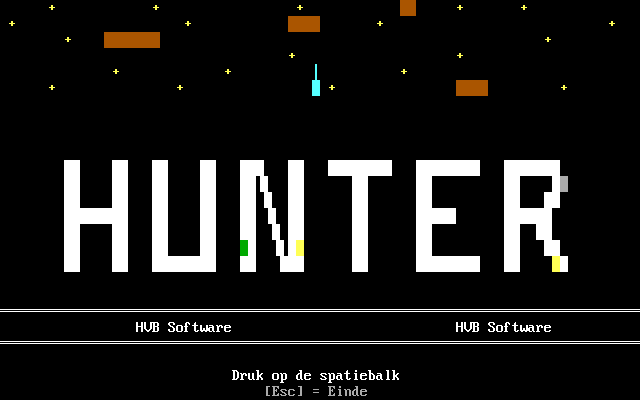 HUNTER
HVB Software HVB Software
Druk op de spatiebalk
[Esc] = Einde